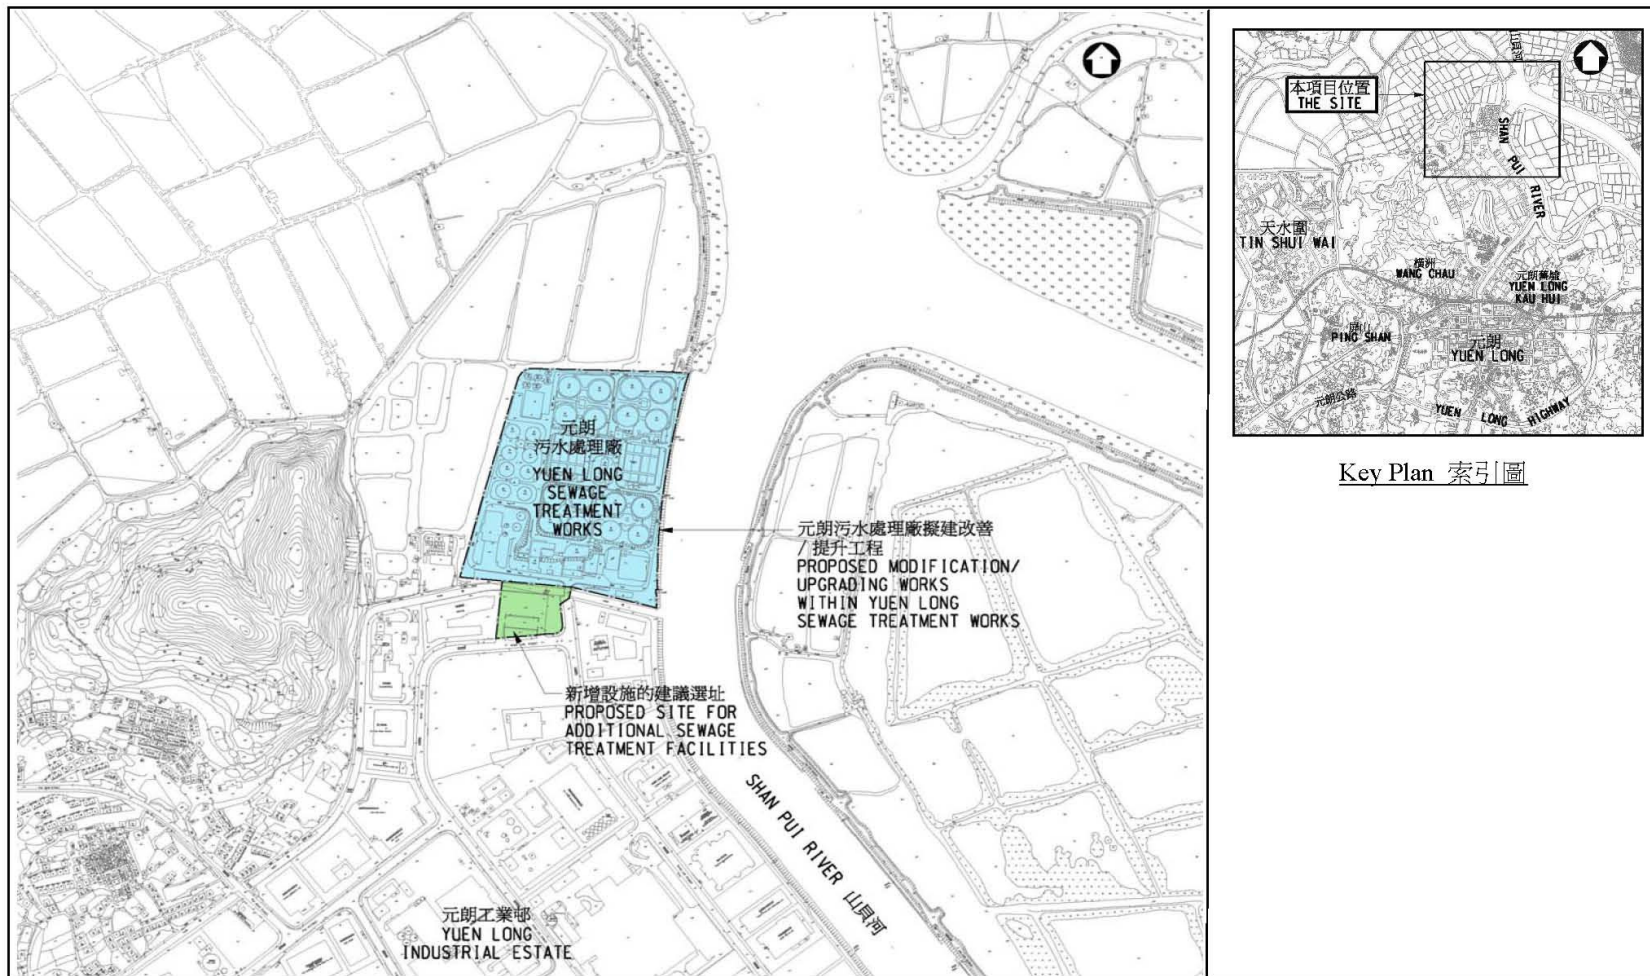 元朗
污水處理廠
YUEN LONG
SEWAGE
TREATMENT
WORKS
元朗污水處理廠擬建改善
/ 提升工程
PROPOSED MODIFICATION/
UPGRADING WORKS
WITHIN YUEN LONG
SEWAGE TREATMENT WORKS
新增設施的建議選址
PROPOSED SITE FOR
ADDITIONAL SEWAGE
TREATMENT FACILITIES
SHAN PUI RIVER 山貝河
元朗工業邨
YUEN LONG
INDUSTRIAL ESTATE
本項目位置
THE SITE
山貝河
SHAN PUI RIVER
天水圍
TIN SHUI WAI
橫洲
WANG CHAU
元朗舊墟
YUEN LONG
KAU HUI
屏山
PING SHAN
元朗
YUEN LONG
元朗公路
YUEN LONG HIGHWAY
Key Plan 索引圖